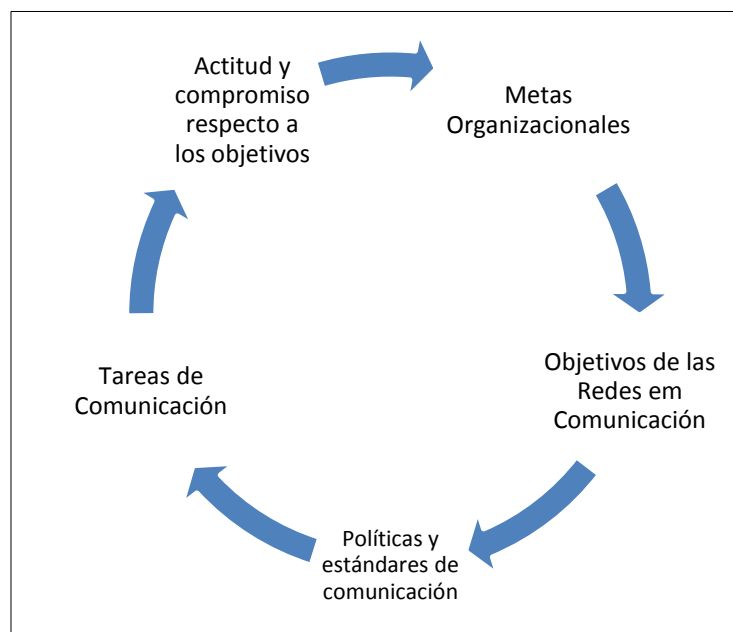 Actitud y
compromiso
respecto a
los objetivos
Metas
Organizacionales
Objetivos de las
Redes em
Comunicación
Políticas y
estándares de
comunicación
Tareas de
Comunicación